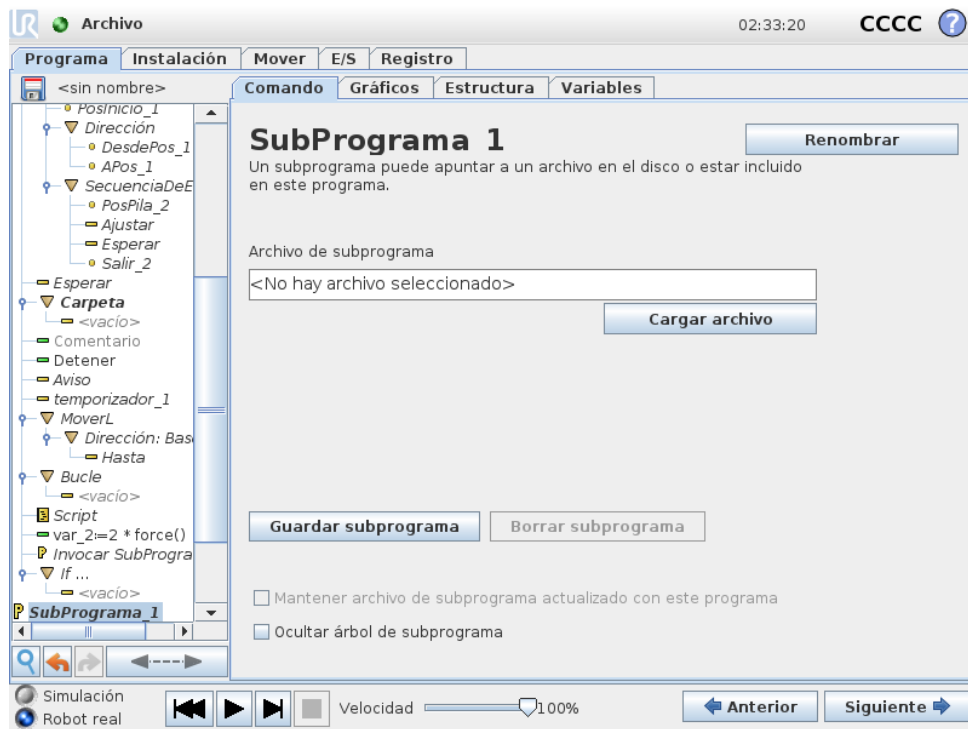 UR Archivo 02:33:20 CCCC ?
Programa Instalación Mover E/S Registro
<sin nombre>
Comando Gráficos Estructura Variables
PosInicio_1
Dirección
DesdePos_1
APos_1
SecuenciaDeE
PosPila_2
Ajustar
Esperar
Salir_2
Esperar
Carpeta
<vacío>
Comentario
Detener
Aviso
temporizador_1
MoverL
Dirección: Bas
Hasta
Bucle
<vacío>
Script
var_2:=2 * force()
Invocar SubProgra
If ...
<vacío>
SubPrograma_1
SubPrograma 1
Renombrar
Un subprograma puede apuntar a un archivo en el disco o estar incluido
en este programa.
Archivo de subprograma
<No hay archivo seleccionado>
Cargar archivo
Guardar subprograma Borrar subprograma
Mantener archivo de subprograma actualizado con este programa
Ocultar árbol de subprograma
Simulación
Robot real
Velocidad 100%
Anterior Siguiente